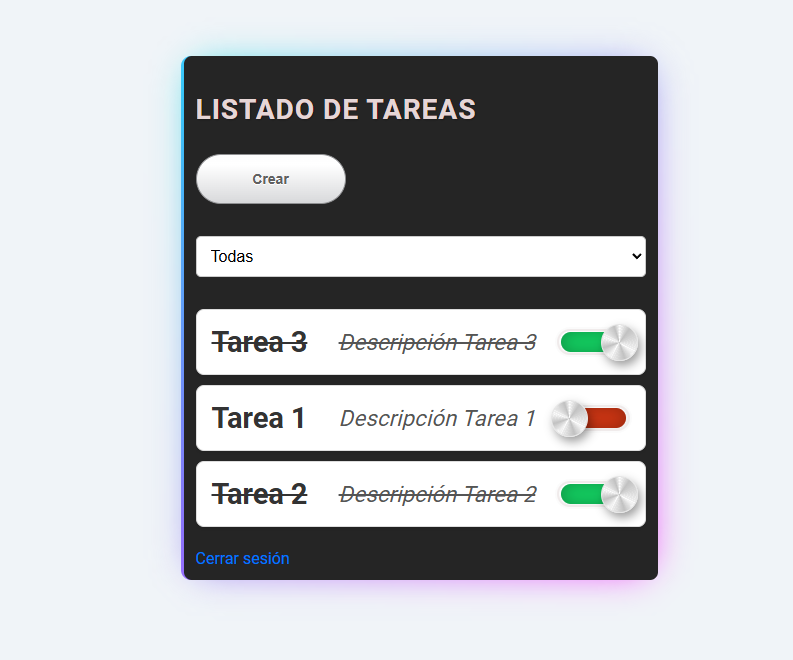 LISTADO DE TAREAS
Crear
Todas
Tarea 3 Descripción Tarea 3
Tarea 1 Descripción Tarea 1
Tarea 2 Descripción Tarea 2
Cerrar sesión